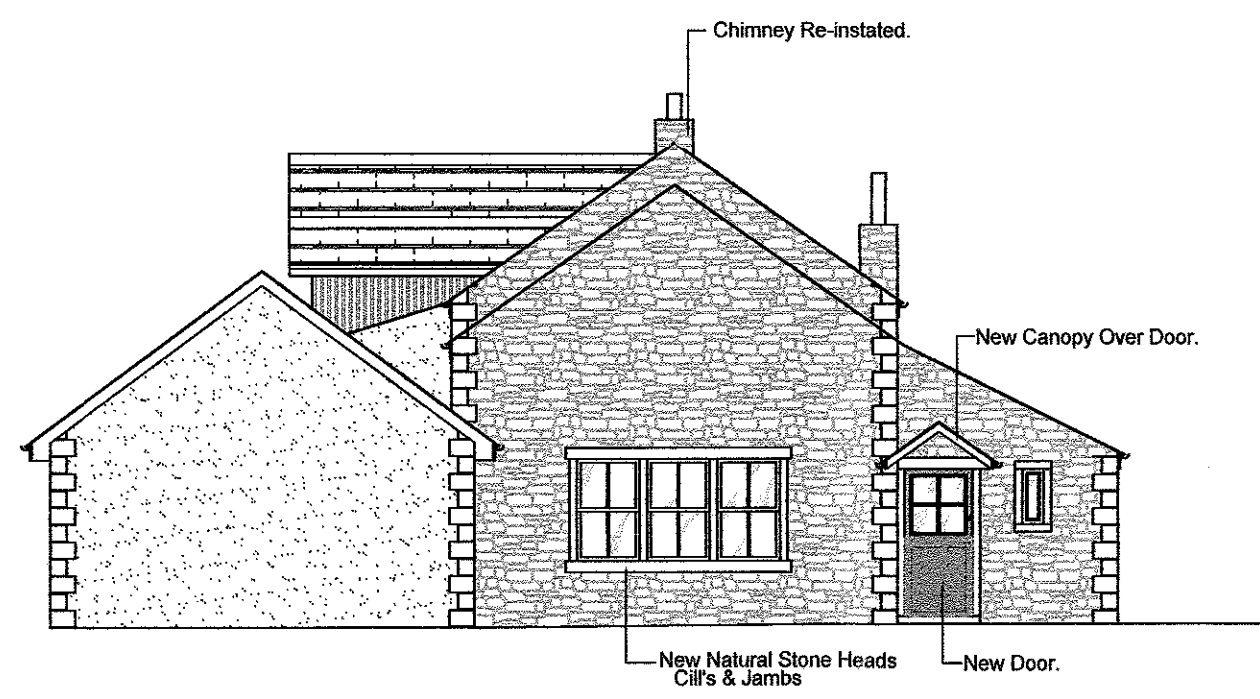 Chimney Re-instated.
New Canopy Over Door.
New Natural Stone Heads
Cill's & Jambs
New Door.